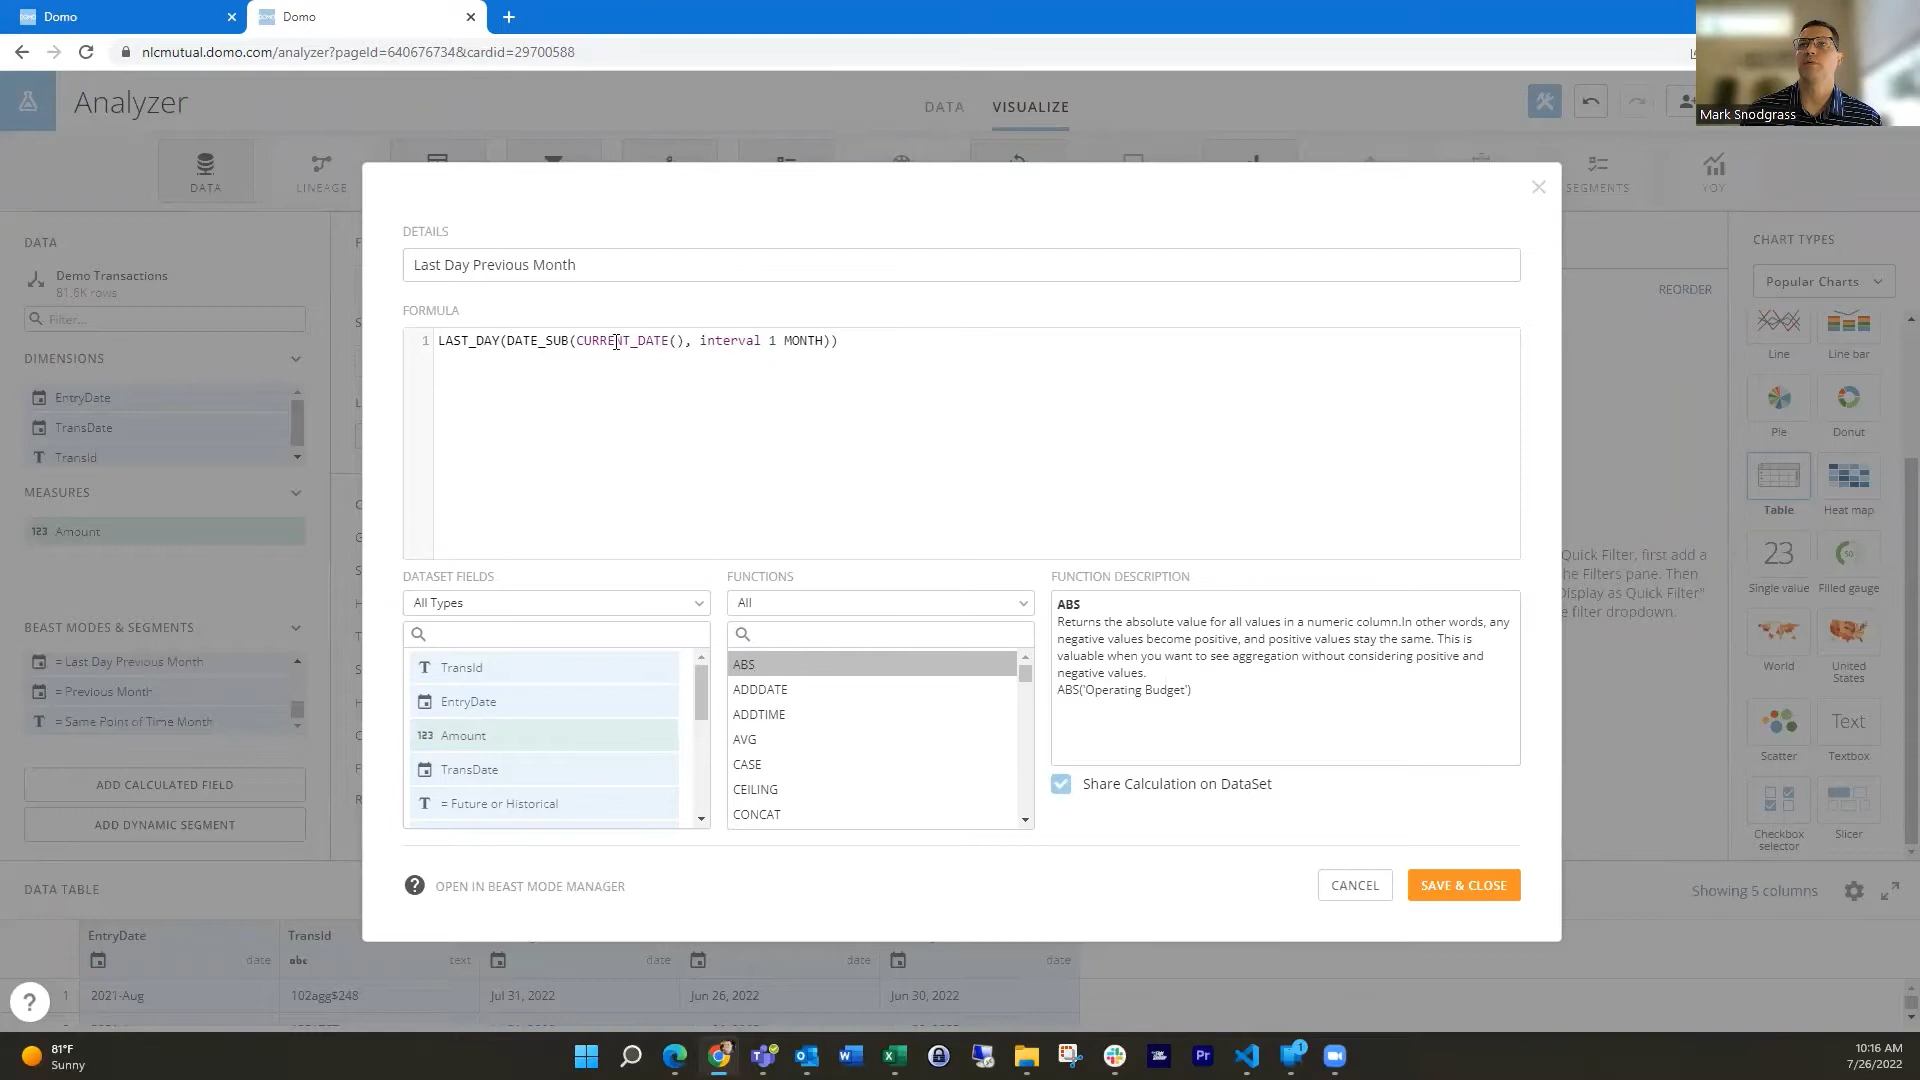 Domo
Domo
nlcmutual.domo.com/analyzer?pageId=640676734&cardid=29700588
Mark Snodgrass
Analyzer
DATA
VISUALIZE
DATA
LINEAGE
SEGMENTS
YOY
DATA
Demo Transactions
81.6K rows
Filter...
DIMENSIONS
EntryDate
TransDate
TransId
MEASURES
123 Amount
BEAST MODES & SEGMENTS
= Last Day Previous Month
= Previous Month
= Same Point of Time Month
ADD CALCULATED FIELD
ADD DYNAMIC SEGMENT
DETAILS
Last Day Previous Month
FORMULA
1 LAST_DAY(DATE_SUB(CURRENT_DATE(), interval 1 MONTH))
DATASET FIELDS
All Types
TransId
EntryDate
123 Amount
TransDate
= Future or Historical
FUNCTIONS
All
ABS
ADDDATE
ADDTIME
AVG
CASE
CEILING
CONCAT
FUNCTION DESCRIPTION
ABS
Returns the absolute value for all values in a numeric column.In other words, any
negative values become positive, and positive values stay the same. This is
valuable when you want to see aggregation without considering positive and
negative values.
ABS('Operating Budget')
Share Calculation on DataSet
OPEN IN BEAST MODE MANAGER
CANCEL
SAVE & CLOSE
REORDER
Quick Filter, first add a
he Filters pane. Then
Display as Quick Filter"
e filter dropdown.
CHART TYPES
Popular Charts
Line
Line bar
Pie
Donut
Table
Heat map
23
50
Single value
Filled gauge
World
United
States
Text
Scatter
Textbox
Checkbox
selector
Slicer
DATA TABLE
Showing 5 columns
EntryDate
TransId
date
abc
text
date
date
date
1
2021-Aug
102agg$248
Jul 31, 2022
Jun 26, 2022
Jun 30, 2022
81°F
Sunny
1
10:16 AM
7/26/2022